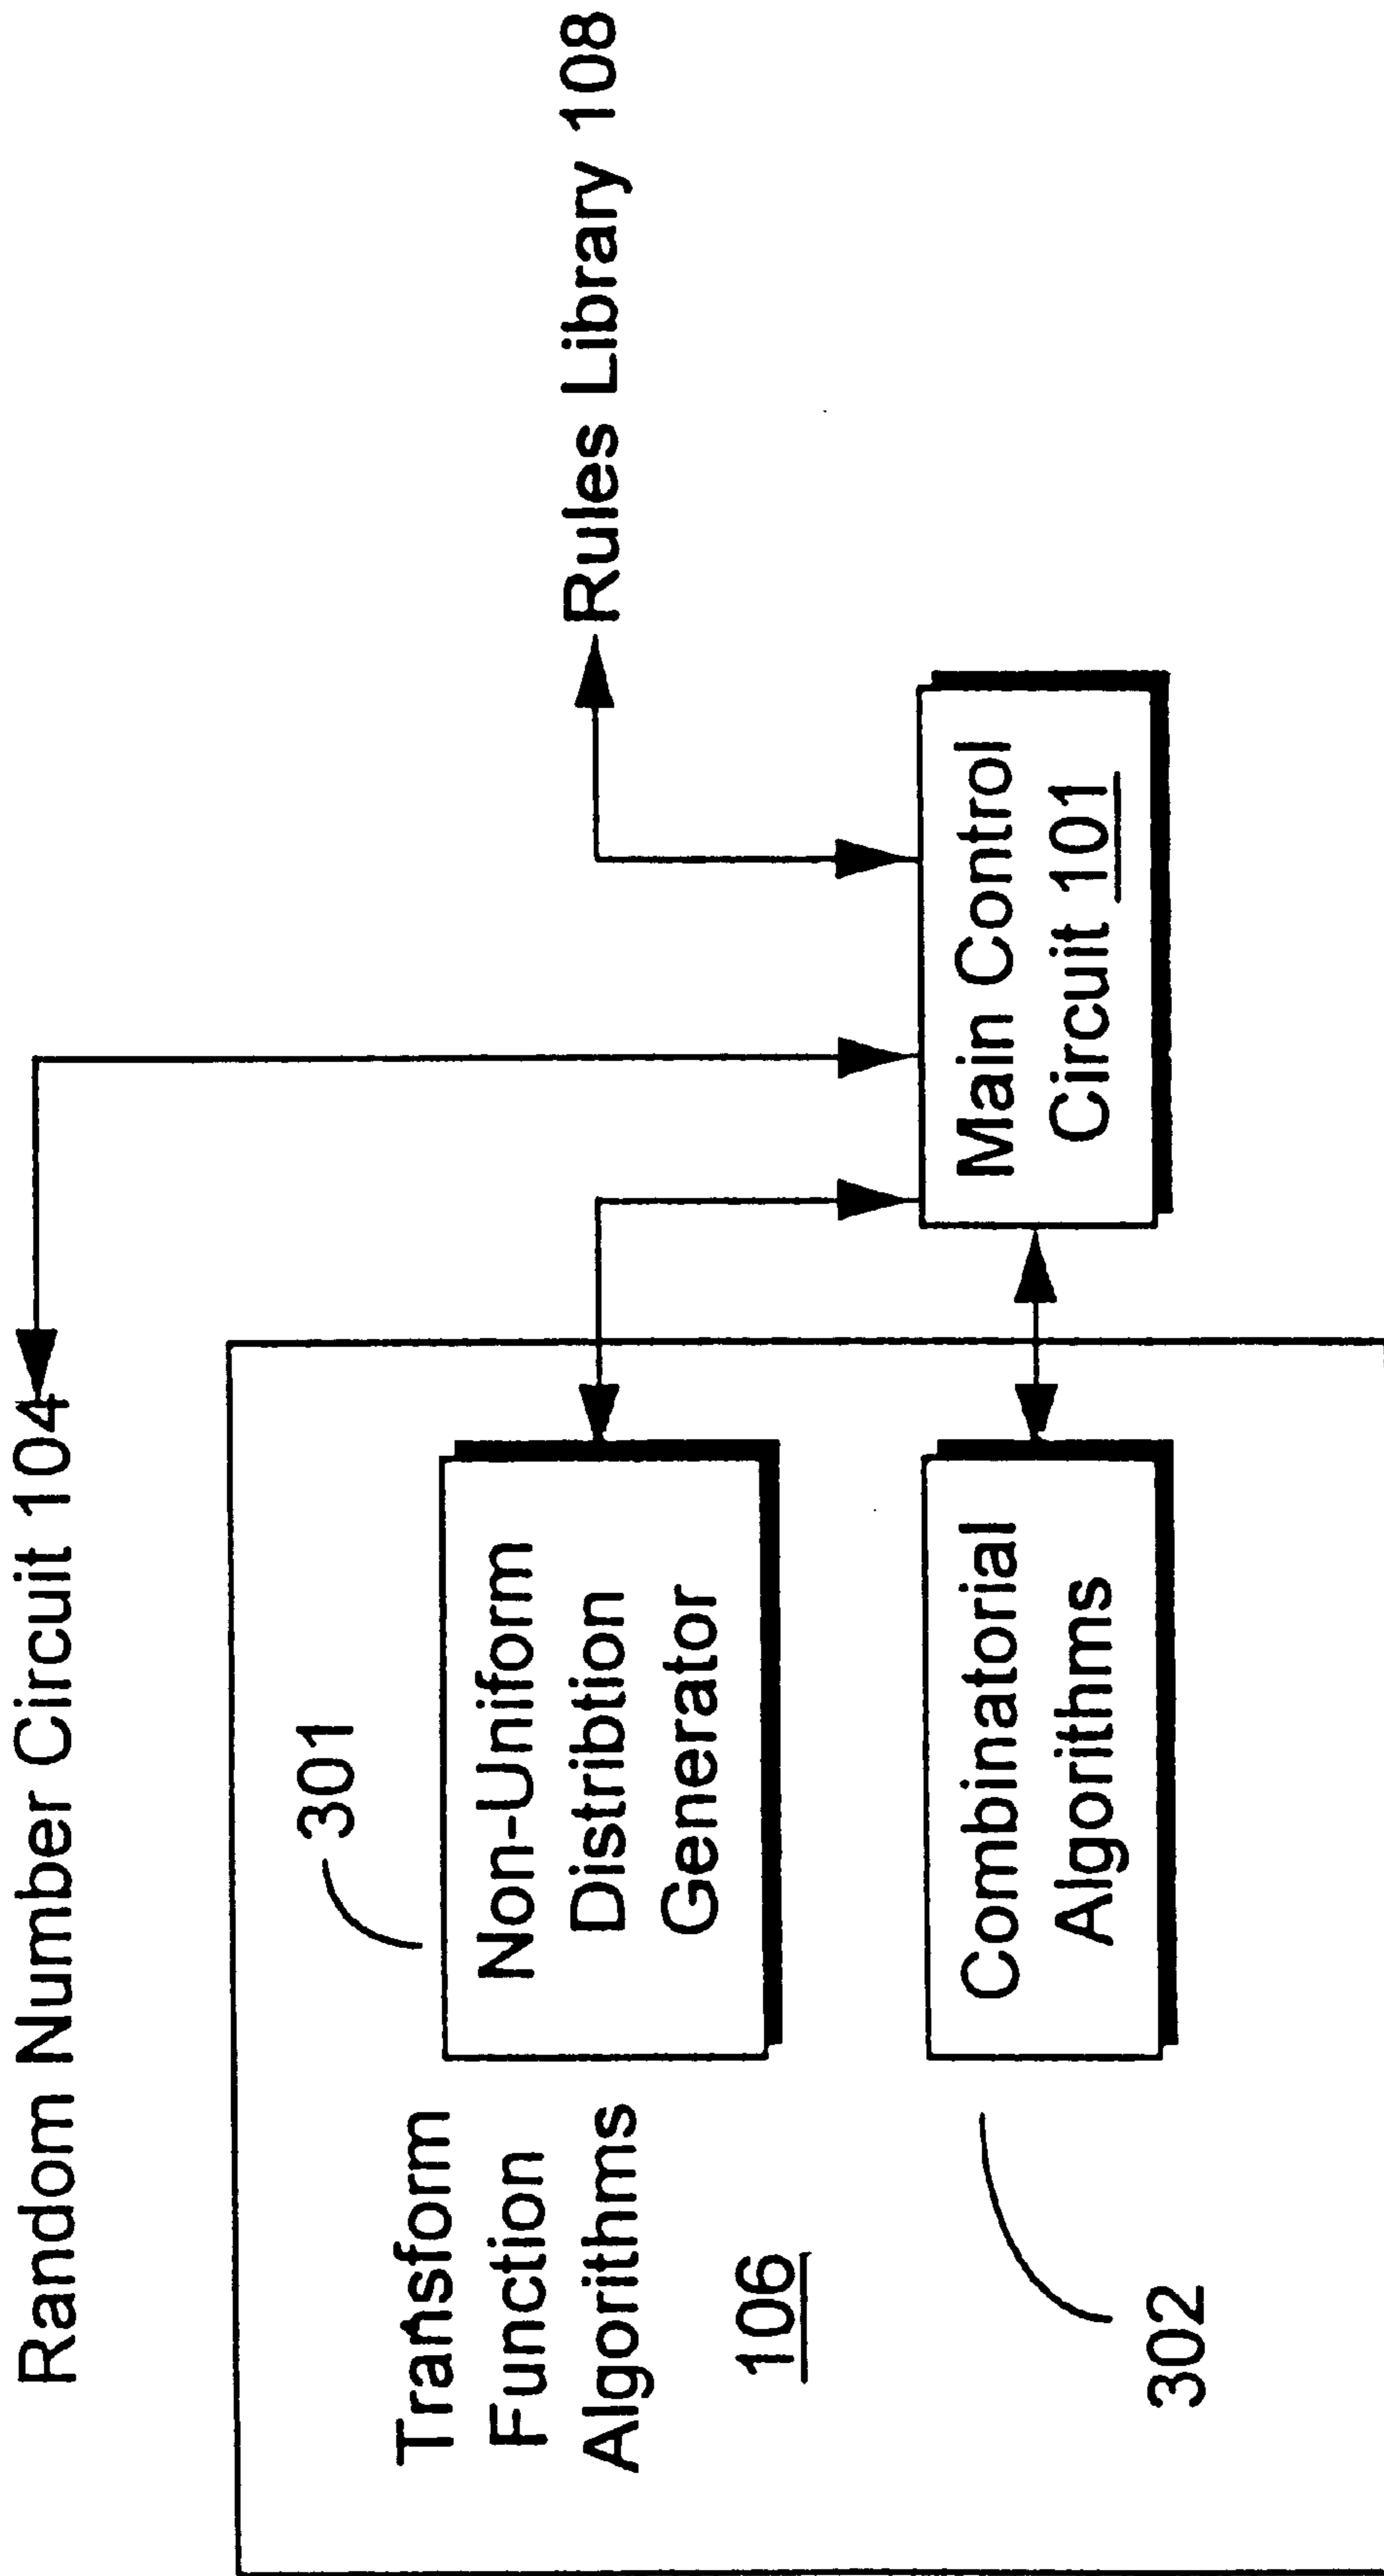 Random Number Circuit 104
Rules Library 108
301
Transform
Function
Algorithms
106
Non-Uniform
Distribtion
Generator
Main Control
Circuit 101
Combinatorial
Algorithms
302